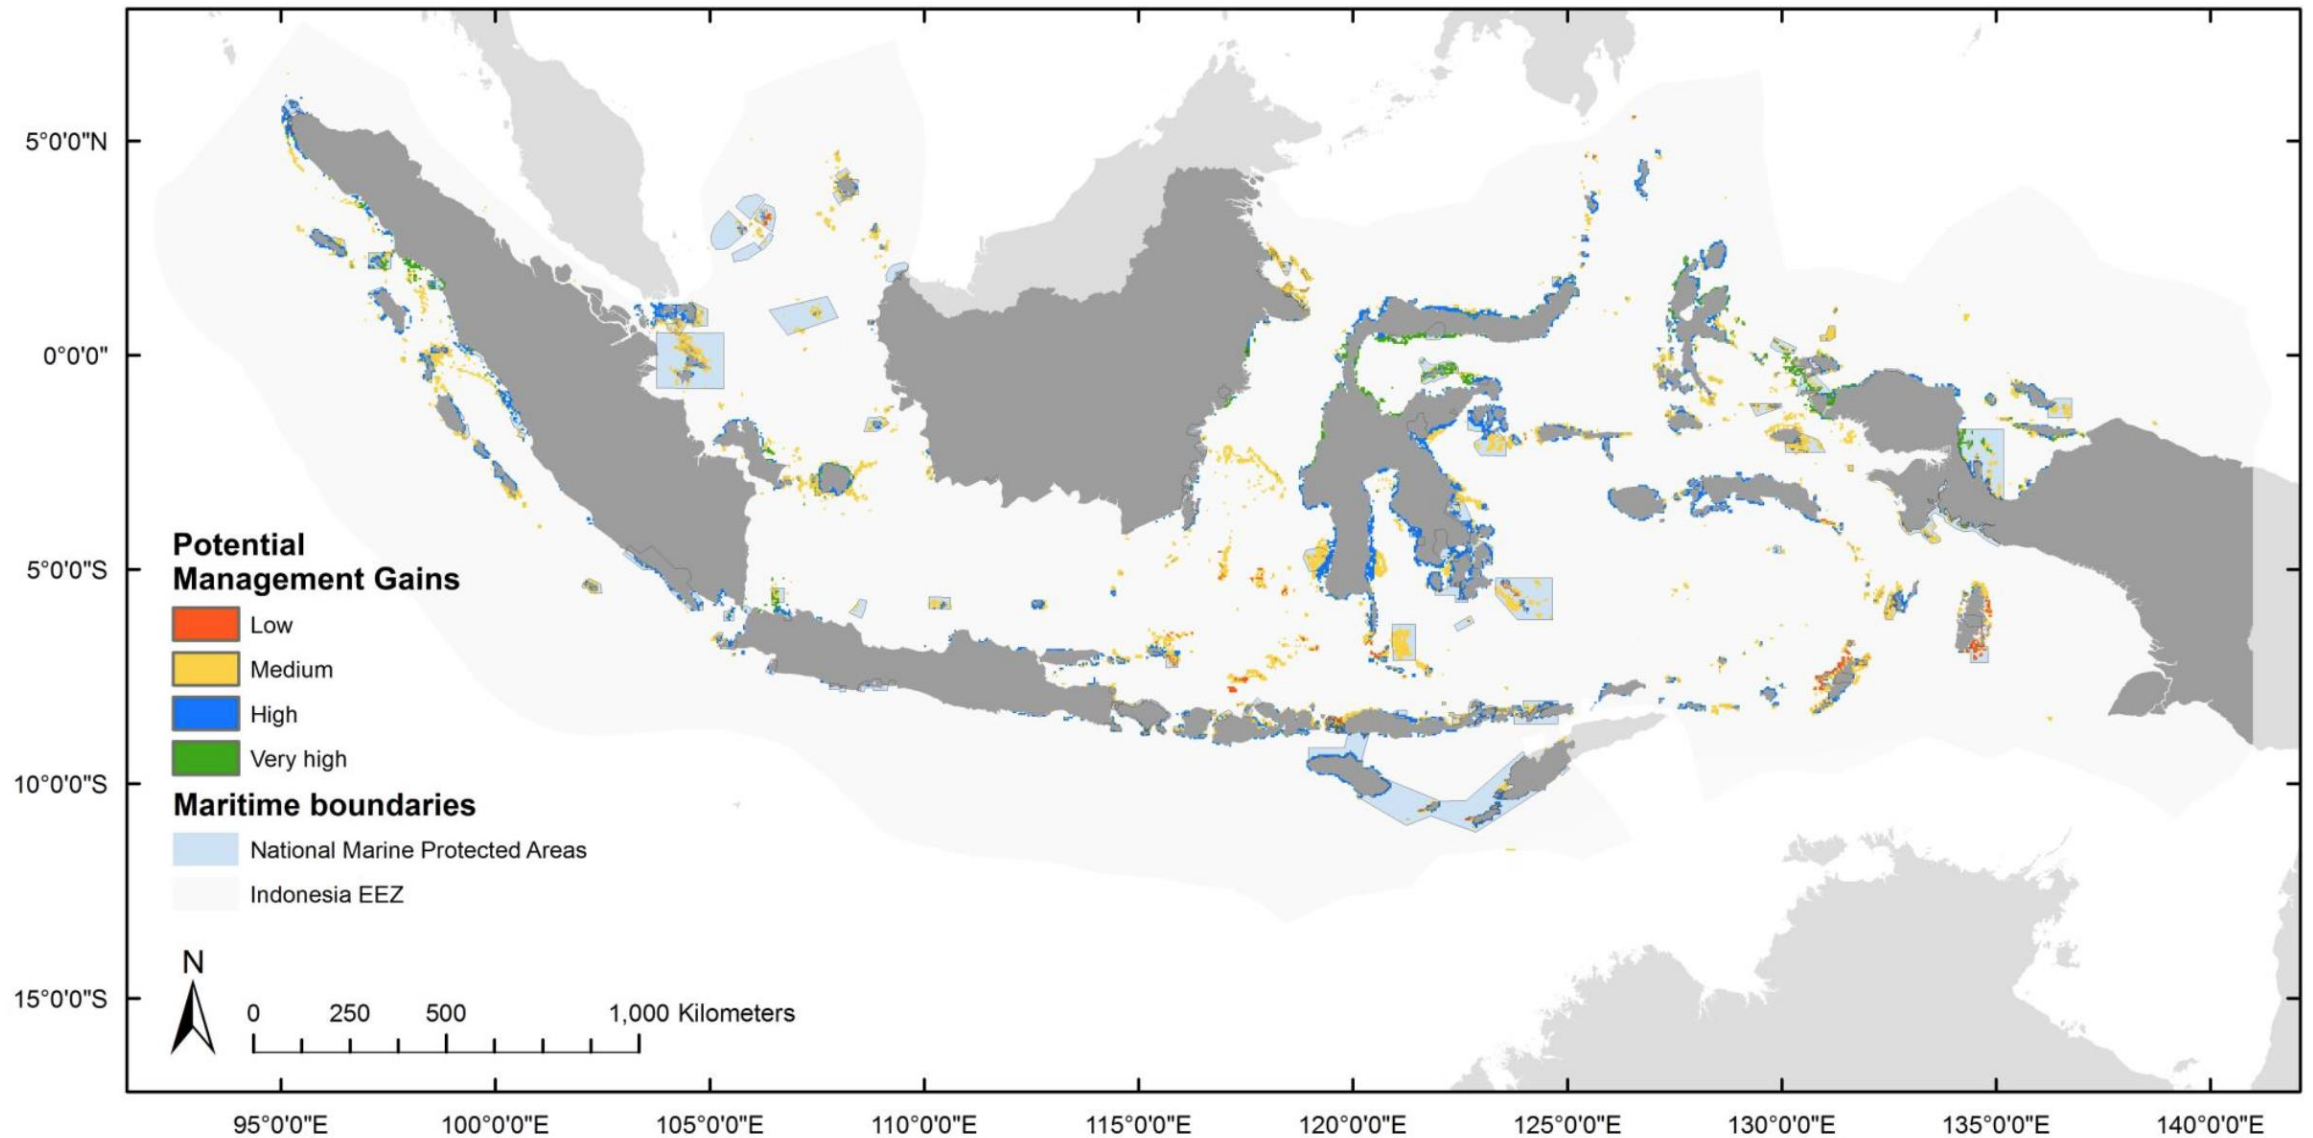 5°0'0"N
0°0'0"
5°0'0"S
10°0'0"S
15°0'0"S
Potential
Management Gains
Low
Medium
High
Very high
Maritime boundaries
National Marine Protected Areas
Indonesia EEZ
N
0 250 500 1,000 Kilometers
95°0'0"E 100°0'0"E 105°0'0"E 110°0'0"E 115°0'0"E 120°0'0"E 125°0'0"E 130°0'0"E 135°0'0"E 140°0'0"E